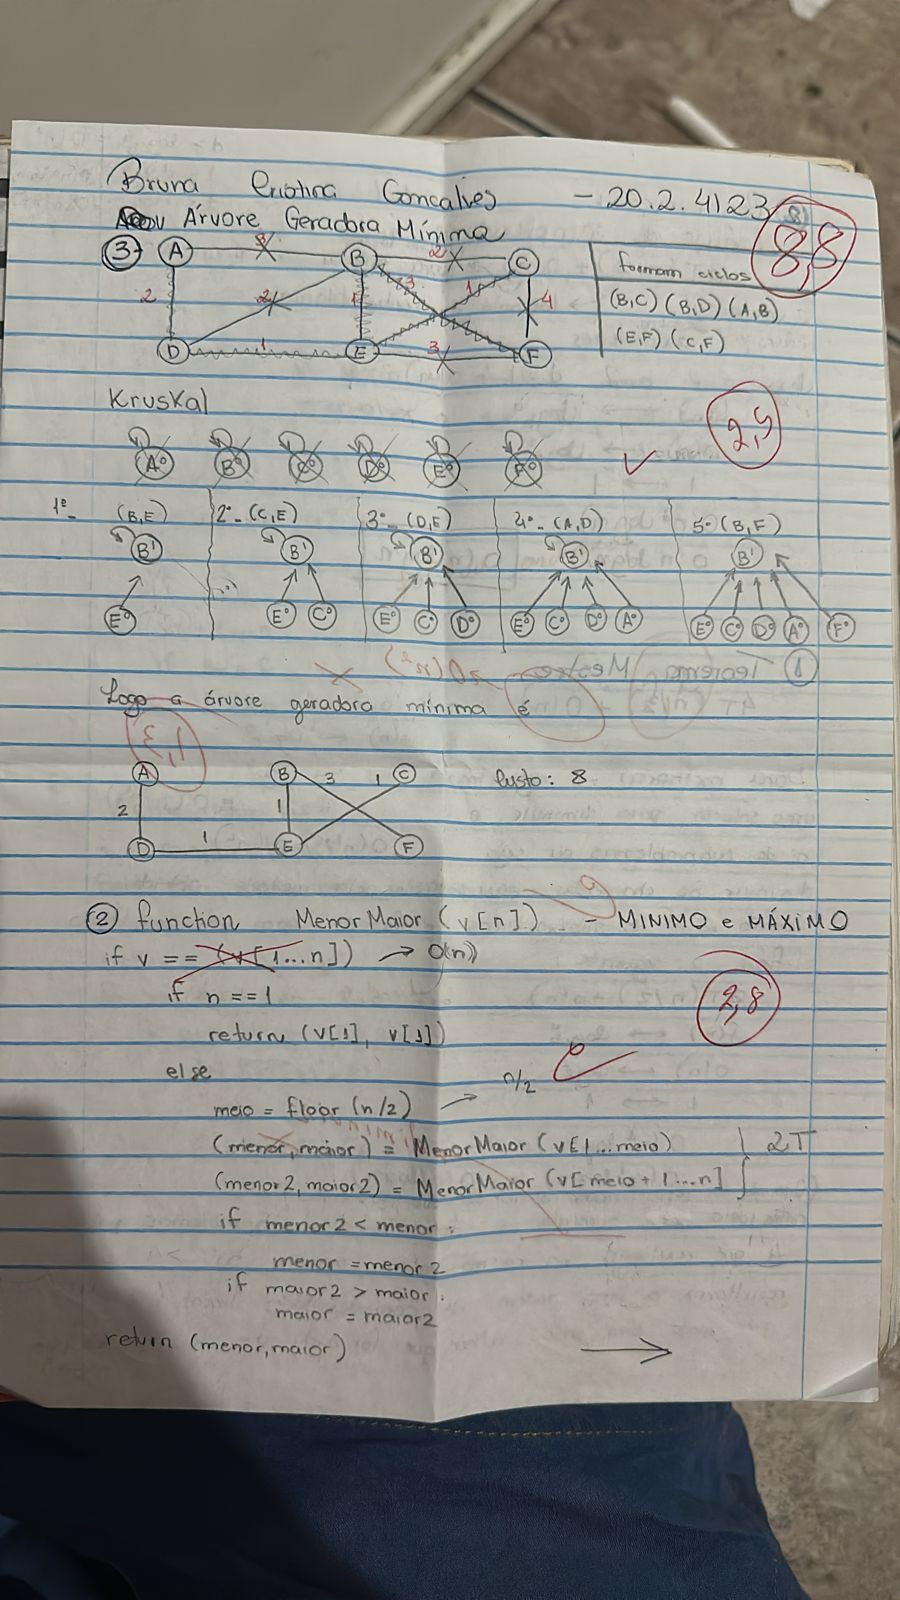 Bruna Cristina Gonçalves - 20.2.4123
8,8
Árvore Geradora Mínima
3- A 3 B 2 C
formam ciclos
(B,C) (B,D) (A,B)
(E,F) (C,F)
2 2 1 3 1 4
D 1 E 3 F
Kruskal
2,5
A° B° C° D° E° F°
1°- (B,E) 2°- (C,E) 3°- (D,E) 4°- (A,D) 5° (B,F)
B¹ B¹ B¹ B¹ B¹
E° E° C° E° C° D° E° C° D° A° E° C° D° A° F°
Logo a árvore geradora mínima é
A B 3 1 C Custo: 8
2 1
D 1 E F
2 function MenorMaior (v[n]) - MINIMO e MÁXIMO
if v == (v[1...n]) → O(n)
2,8
if n==1
return (v[1], v[1])
else
meio = floor (n/2) → n/2
(menor, maior) = MenorMaior (v[1...meio) 2T
(menor2, maior2) = MenorMaior (v[meio+1...n]
if menor2 < menor:
menor = menor2
if maior2 > maior:
maior = maior2
return (menor, maior) →